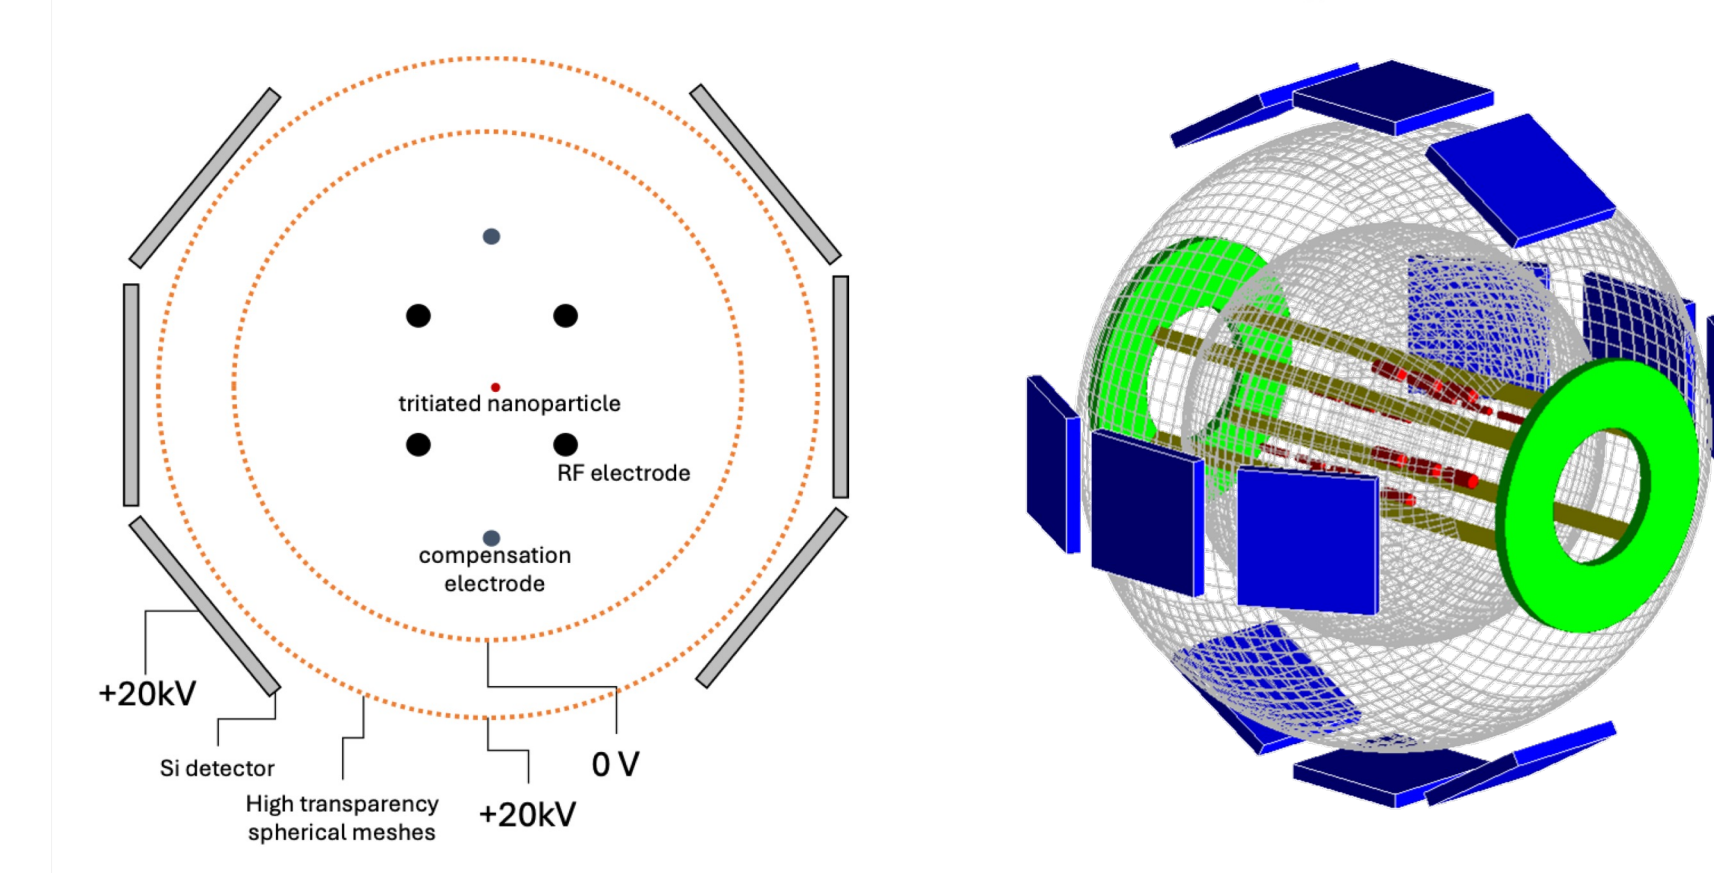 tritiated nanoparticle
RF electrode
compensation
electrode
+20kV
Si detector
High transparency
spherical meshes
+20kV
0 V